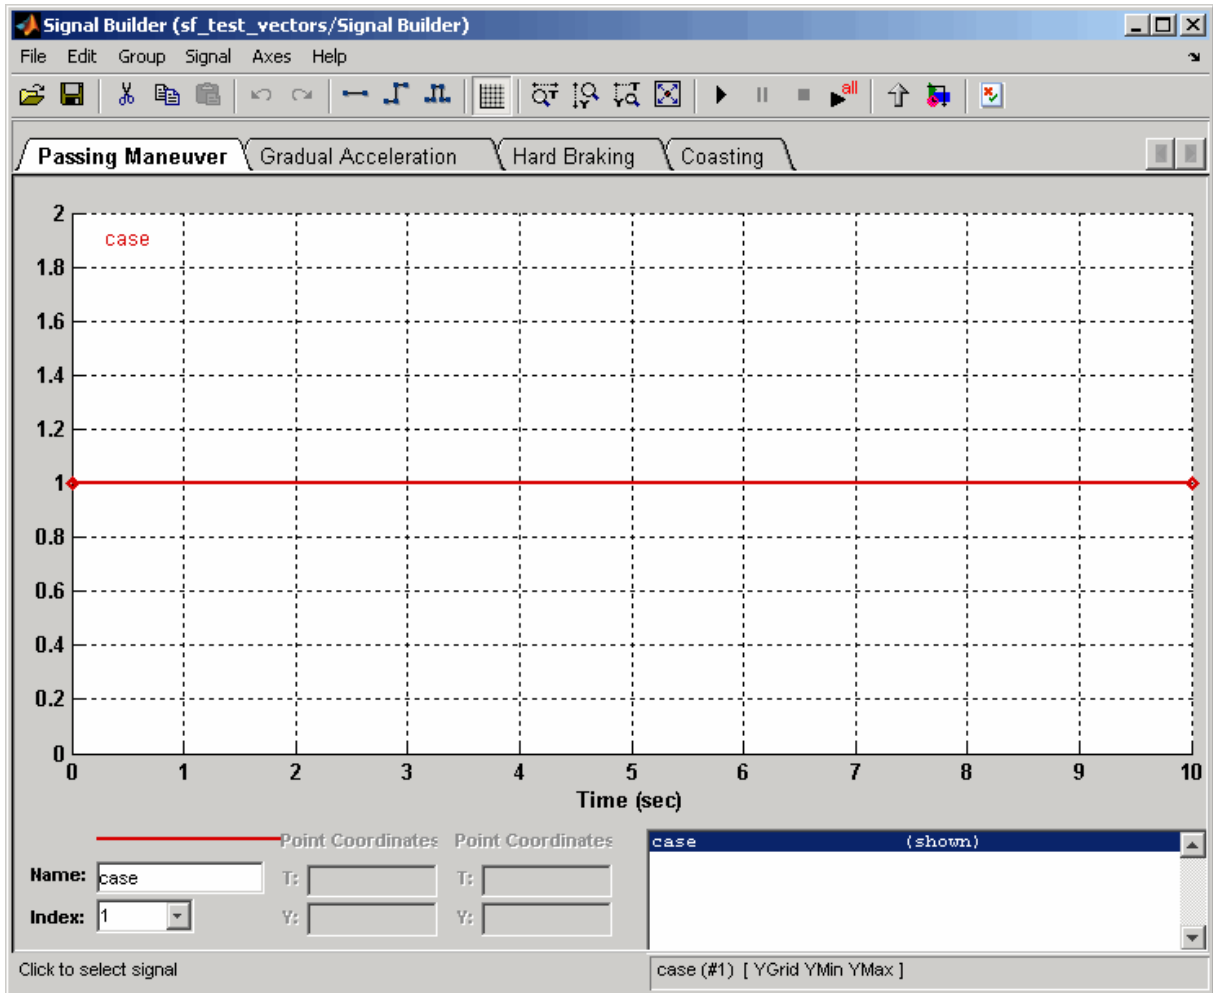 Signal Builder (sf_test_vectors/Signal Builder)
File Edit Group Signal Axes Help
all
Passing Maneuver Gradual Acceleration Hard Braking Coasting
2
case
1.8
1.6
1.4
1.2
1
0.8
0.6
0.4
0.2
0
0 1 2 3 4 5 6 7 8 9 10
Time (sec)
Point Coordinates Point Coordinates
case (shown)
Name: case T: T:
Index: 1 Y: Y:
Click to select signal
case (#1) [ YGrid YMin YMax ]